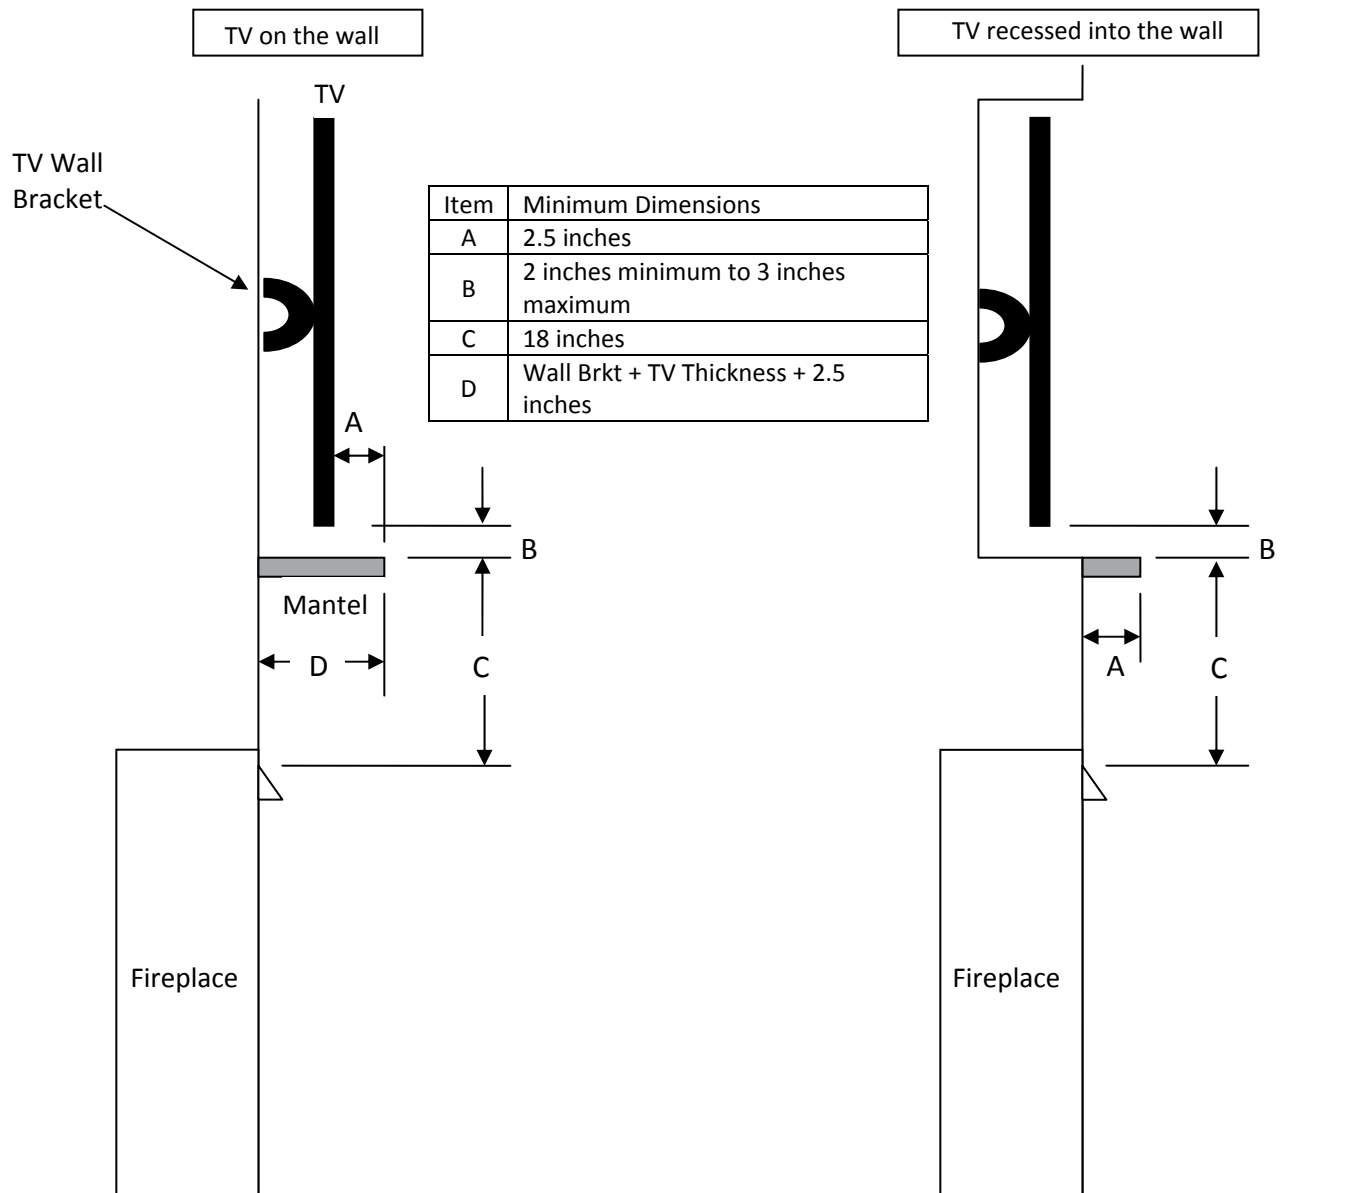 TV on the wall
TV recessed into the wall
TV
TV Wall
Bracket
Item Minimum Dimensions
A 2.5 inches
B 2 inches minimum to 3 inches
maximum
C 18 inches
D Wall Brkt + TV Thickness + 2.5
inches
A
B
B
Mantel
D
C
A
C
Fireplace
Fireplace